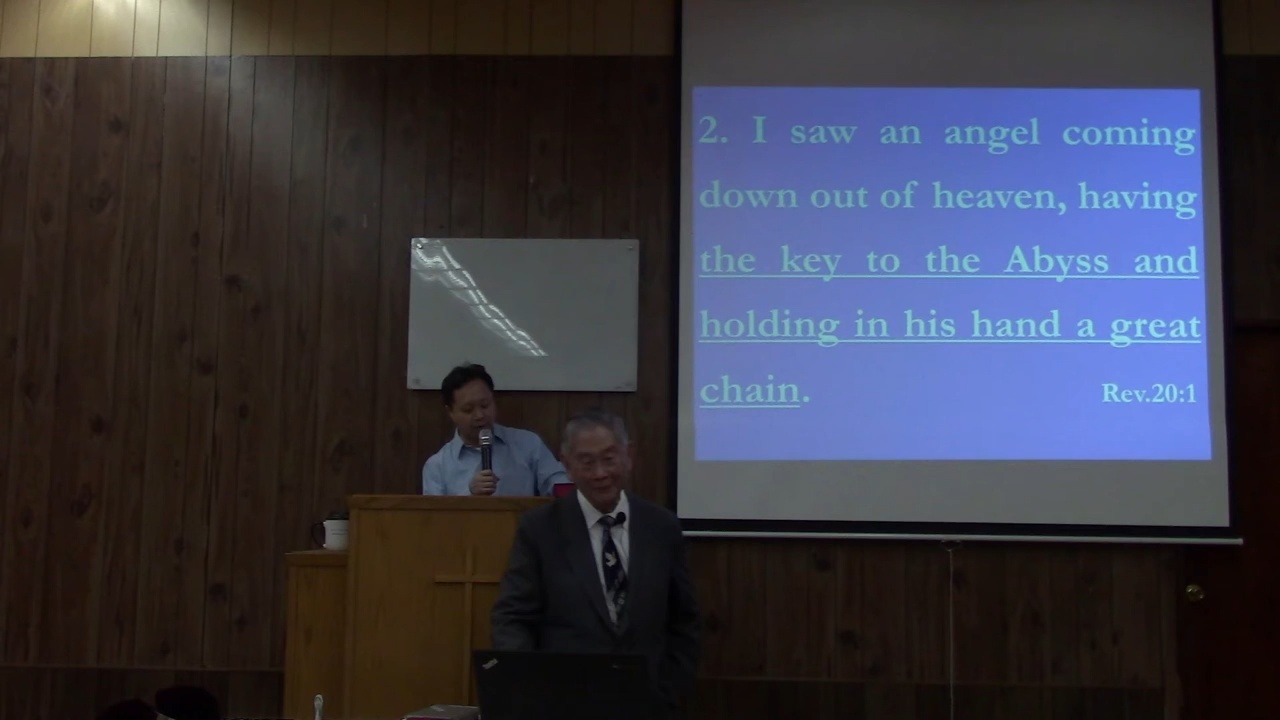 2. I saw an angel coming
down out of heaven, having
the key to the Abyss and
holding in his hand a great
chain. Rev.20:1